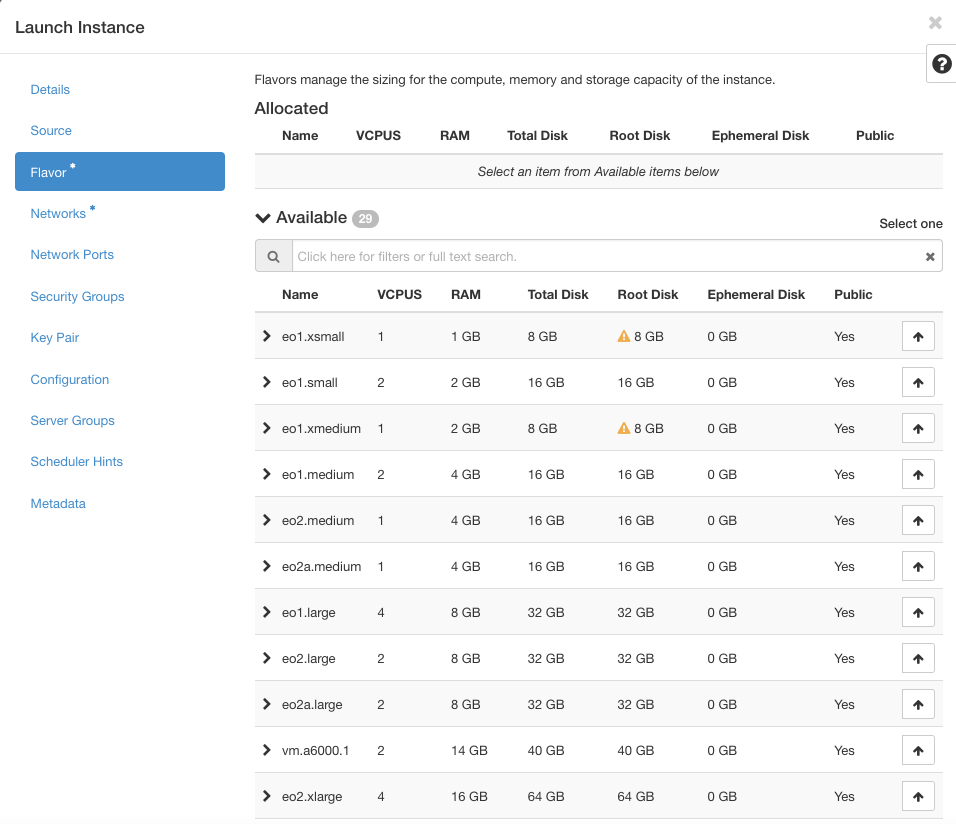 Launch Instance
Details
Source
Flavor *
Networks *
Network Ports
Security Groups
Key Pair
Configuration
Server Groups
Scheduler Hints
Metadata
Flavors manage the sizing for the compute, memory and storage capacity of the instance.
Allocated
Name VCPUS RAM Total Disk Root Disk Ephemeral Disk Public
Select an item from Available items below
Available 29
Select one
Click here for filters or full text search.
Name VCPUS RAM Total Disk Root Disk Ephemeral Disk Public
eo1.xsmall 1 1 GB 8 GB 8 GB 0 GB Yes
eo1.small 2 2 GB 16 GB 16 GB 0 GB Yes
eo1.xmedium 1 2 GB 8 GB 8 GB 0 GB Yes
eo1.medium 2 4 GB 16 GB 16 GB 0 GB Yes
eo2.medium 1 4 GB 16 GB 16 GB 0 GB Yes
eo2a.medium 1 4 GB 16 GB 16 GB 0 GB Yes
eo1.large 4 8 GB 32 GB 32 GB 0 GB Yes
eo2.large 2 8 GB 32 GB 32 GB 0 GB Yes
eo2a.large 2 8 GB 32 GB 32 GB 0 GB Yes
vm.a6000.1 2 14 GB 40 GB 40 GB 0 GB Yes
eo2.xlarge 4 16 GB 64 GB 64 GB 0 GB Yes